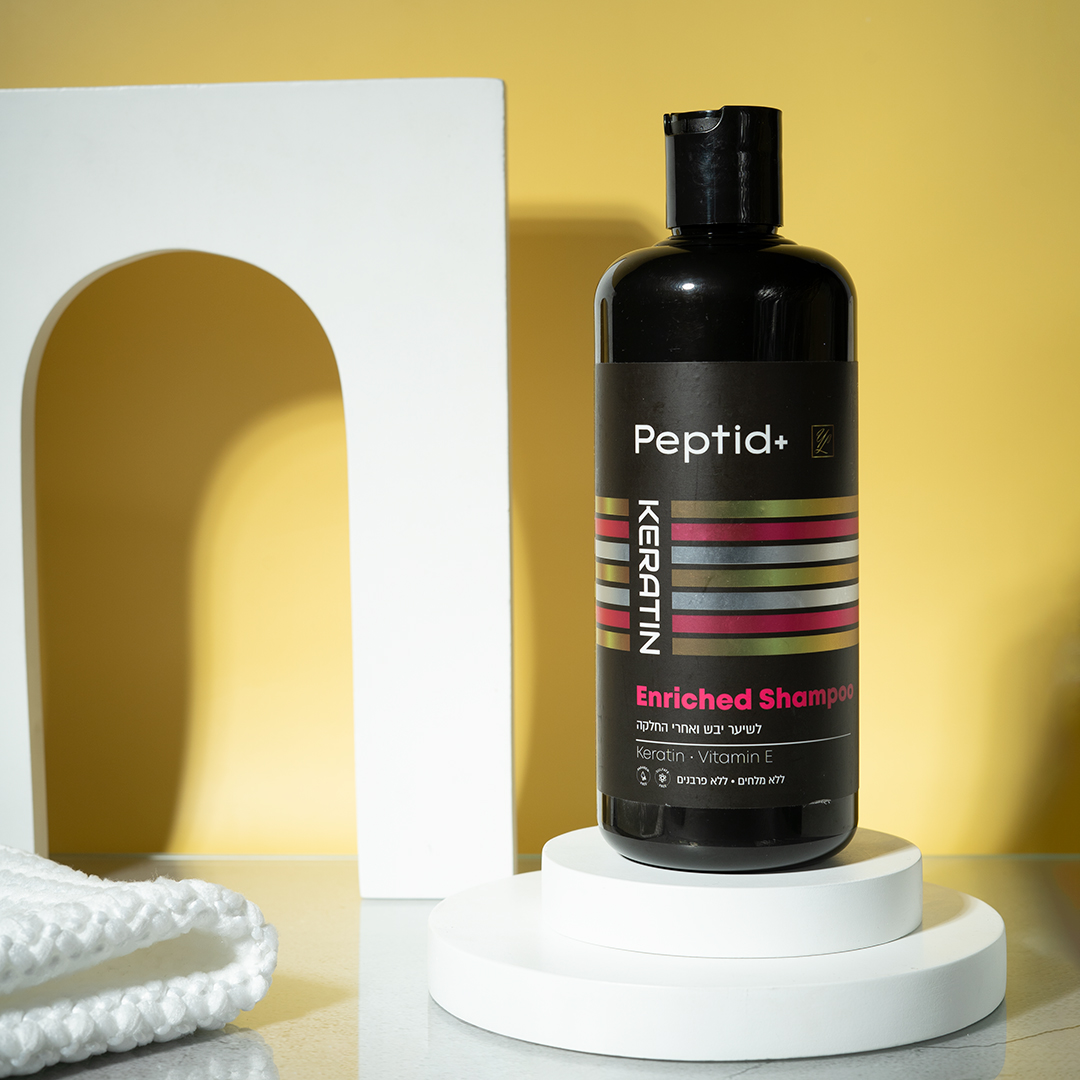 Peptid+
KERATIN
Enriched Shampoo
לשיער יבש ואחרי החלקה
Keratin · Vitamin E
ללא מלחים • ללא פרבנים